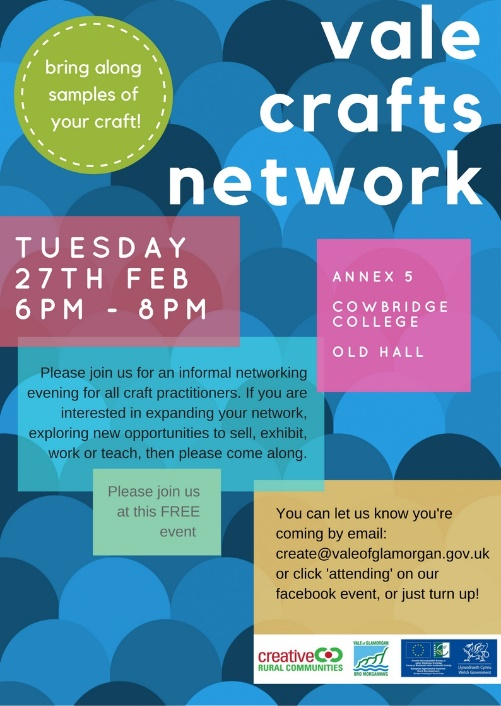 bring along
samples of
your craft!
vale
crafts
network
TUESDAY
27TH FEB
6PM - 8PM
ANNEX 5
COWBRIDGE
COLLEGE
OLD HALL
Please join us for an informal networking
evening for all craft practitioners. If you are
interested in expanding your network,
exploring new opportunities to sell, exhibit,
work or teach, then please come along.
Please join us
at this FREE
event
You can let us know you're
coming by email:
create@valeofglamorgan.gov.uk
or click 'attending' on our
facebook event, or just turn up!
creative
RURAL COMMUNITIES
VALE of GLAMORGAN
BRO MORGANNWG
Llywodraeth Cymru
Welsh Government